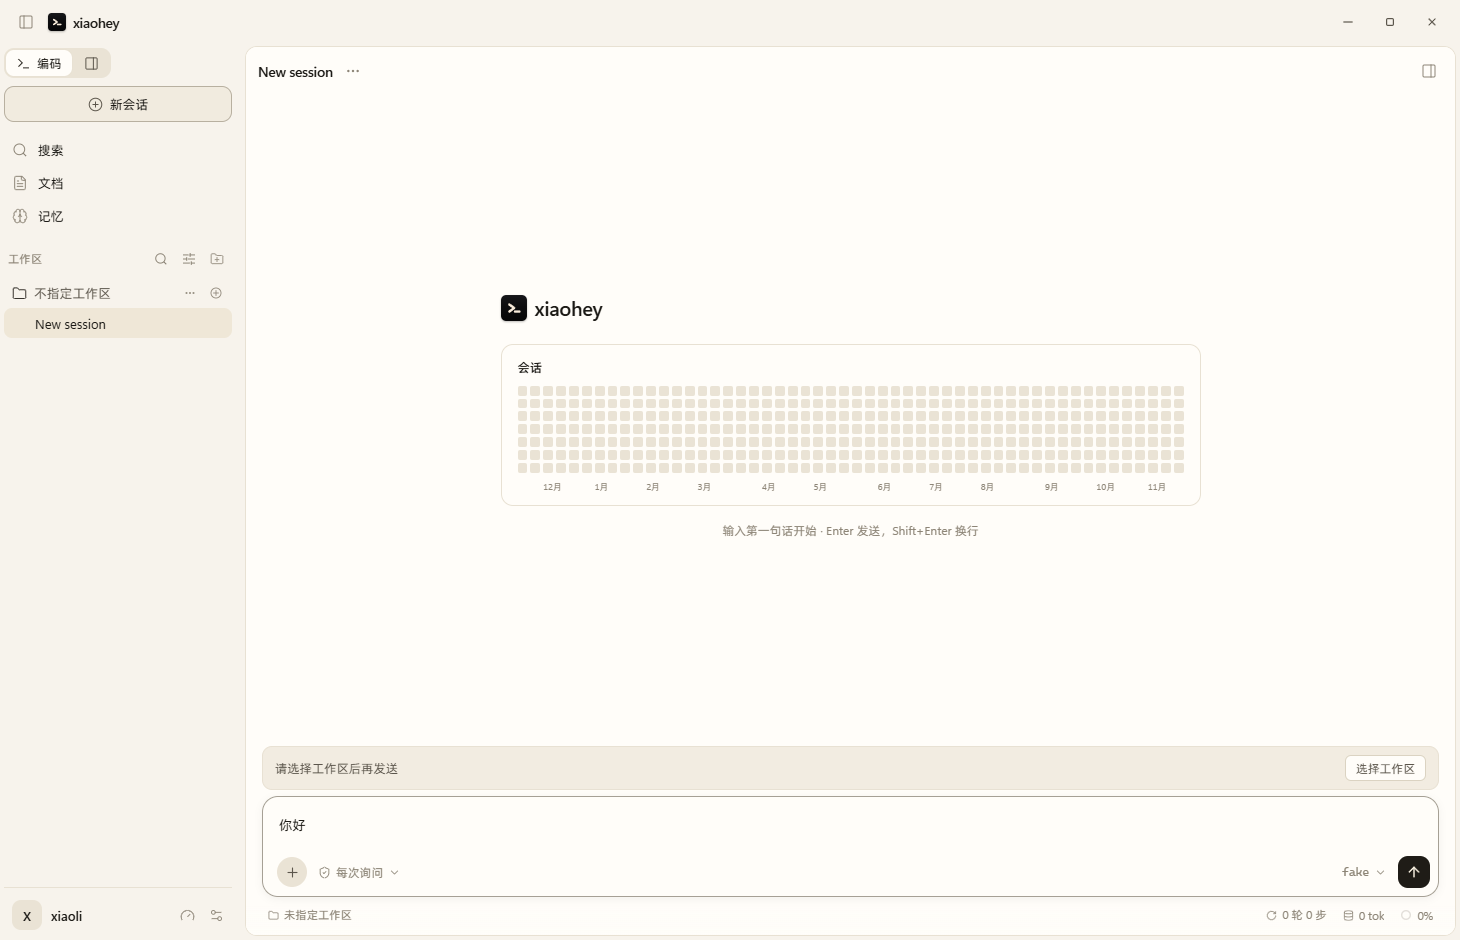 xiaohey
编码
新会话
搜索
文档
记忆
工作区
不指定工作区
New session
X xiaoli
New session
xiaohey
会话
12月 1月 2月 3月 4月 5月 6月 7月 8月 9月 10月 11月
输入第一句话开始 · Enter 发送，Shift+Enter 换行
请选择工作区后再发送 选择工作区
你好
每次询问 fake
未指定工作区 0 轮 0 步 0 tok 0%